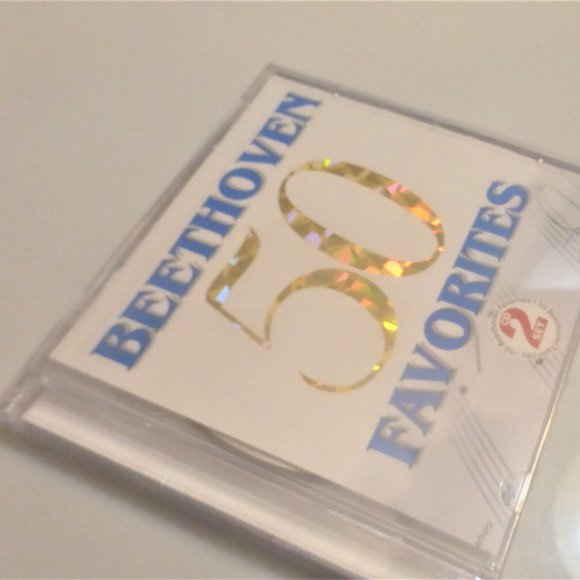 BEETHOVEN
50
FAVORITES
2
CD
SET